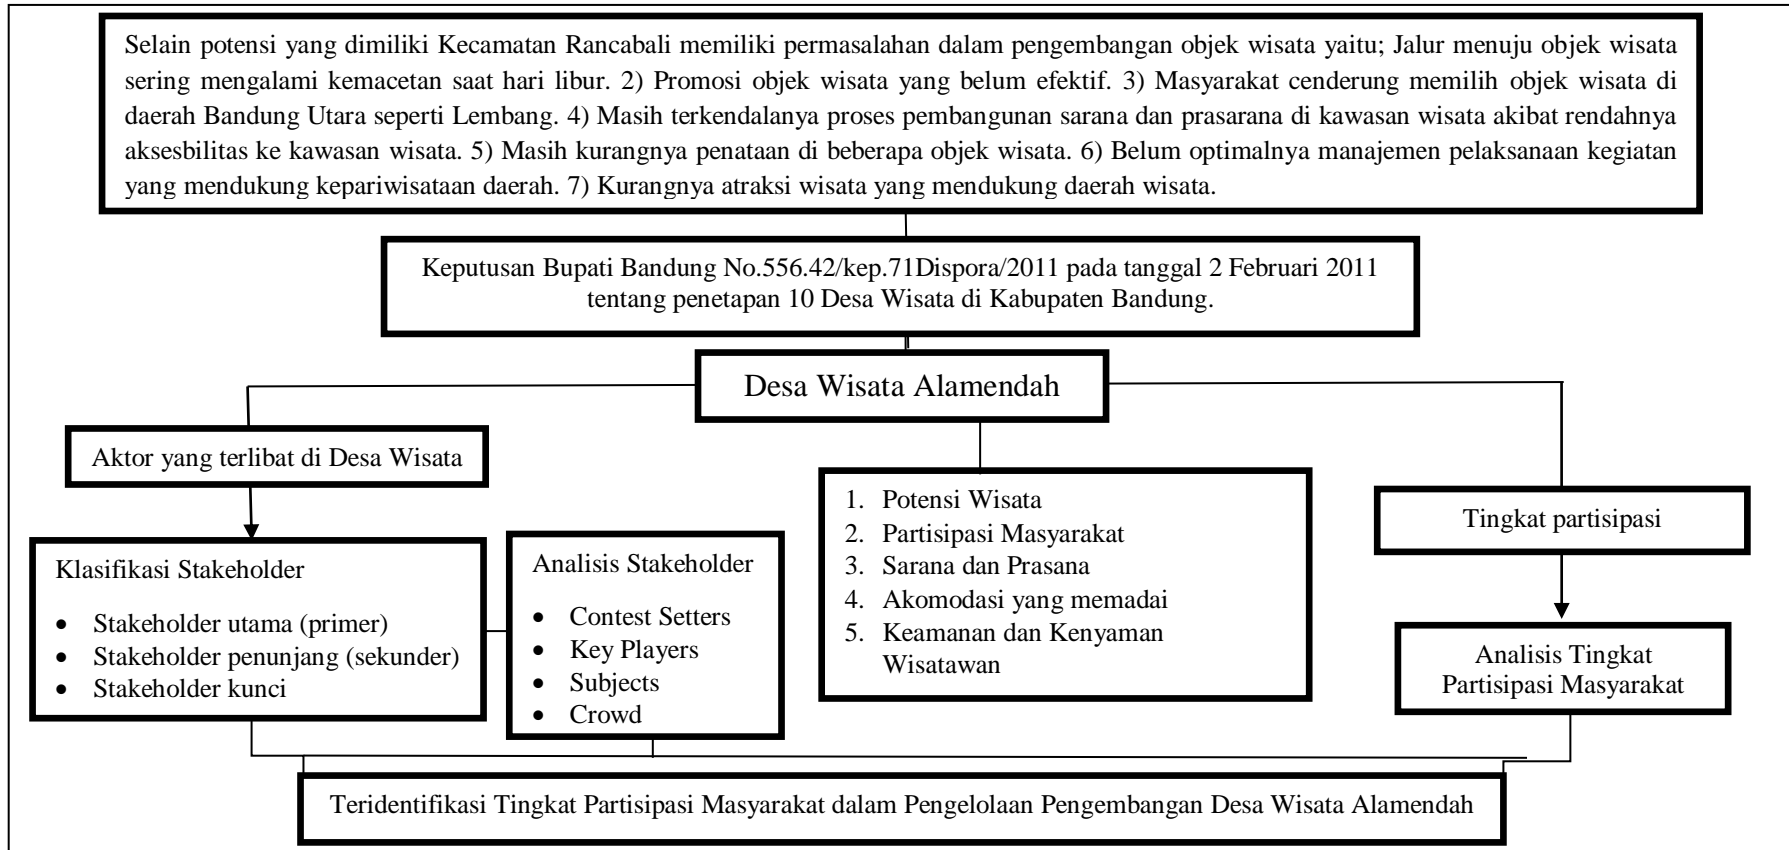 Selain potensi yang dimiliki Kecamatan Rancabali memiliki permasalahan dalam pengembangan objek wisata yaitu; Jalur menuju objek wisata
sering mengalami kemacetan saat hari libur. 2) Promosi objek wisata yang belum efektif. 3) Masyarakat cenderung memilih objek wisata di
daerah Bandung Utara seperti Lembang. 4) Masih terkendalanya proses pembangunan sarana dan prasarana di kawasan wisata akibat rendahnya
aksesbilitas ke kawasan wisata. 5) Masih kurangnya penataan di beberapa objek wisata. 6) Belum optimalnya manajemen pelaksanaan kegiatan
yang mendukung kepariwisataan daerah. 7) Kurangnya atraksi wisata yang mendukung daerah wisata.
Keputusan Bupati Bandung No.556.42/kep.71Dispora/2011 pada tanggal 2 Februari 2011
tentang penetapan 10 Desa Wisata di Kabupaten Bandung.
Desa Wisata Alamendah
Aktor yang terlibat di Desa Wisata
Klasifikasi Stakeholder
• Stakeholder utama (primer)
• Stakeholder penunjang (sekunder)
• Stakeholder kunci
Analisis Stakeholder
• Contest Setters
• Key Players
• Subjects
• Crowd
1. Potensi Wisata
2. Partisipasi Masyarakat
3. Sarana dan Prasana
4. Akomodasi yang memadai
5. Keamanan dan Kenyaman
Wisatawan
Tingkat partisipasi
Analisis Tingkat
Partisipasi Masyarakat
Teridentifikasi Tingkat Partisipasi Masyarakat dalam Pengelolaan Pengembangan Desa Wisata Alamendah